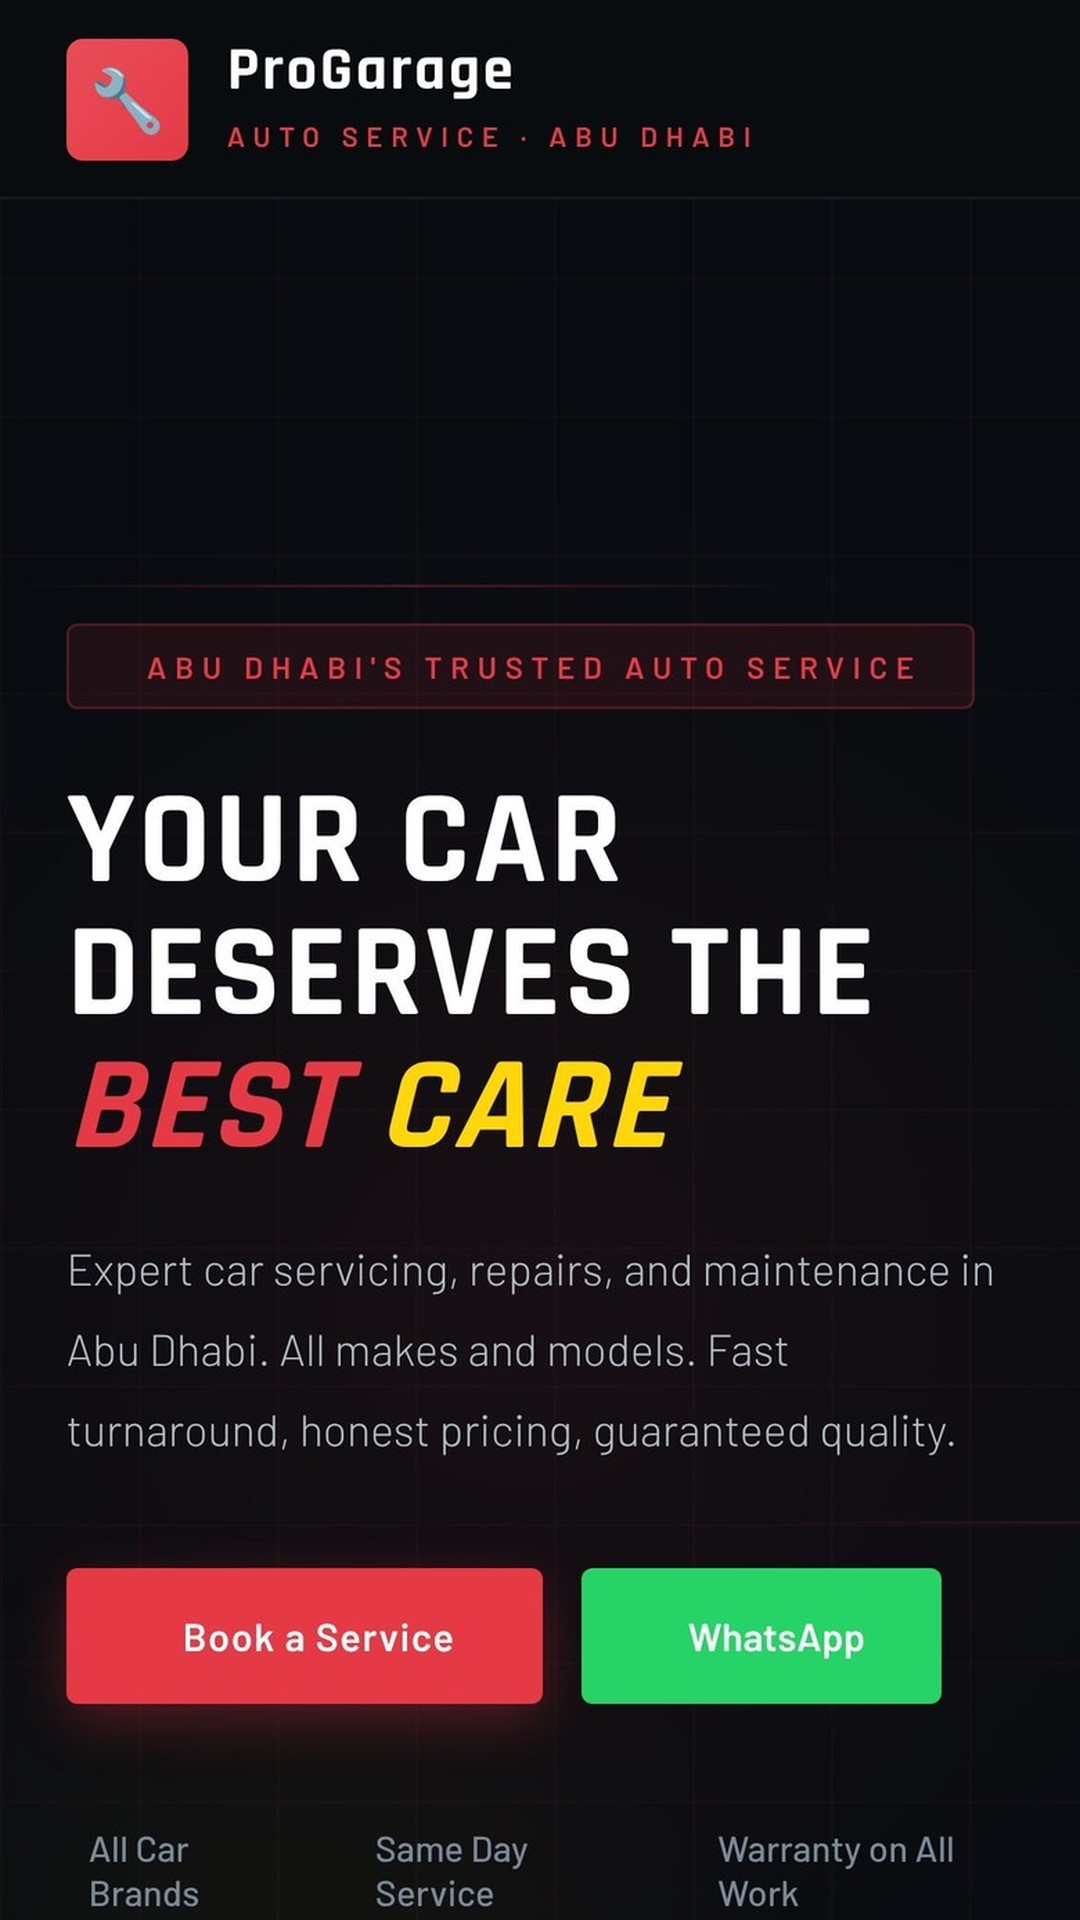 ProGarage
AUTO SERVICE · ABU DHABI
ABU DHABI'S TRUSTED AUTO SERVICE
YOUR CAR
DESERVES THE
BEST CARE
Expert car servicing, repairs, and maintenance in
Abu Dhabi. All makes and models. Fast
turnaround, honest pricing, guaranteed quality.
Book a Service
WhatsApp
All Car
Brands
Same Day
Service
Warranty on All
Work